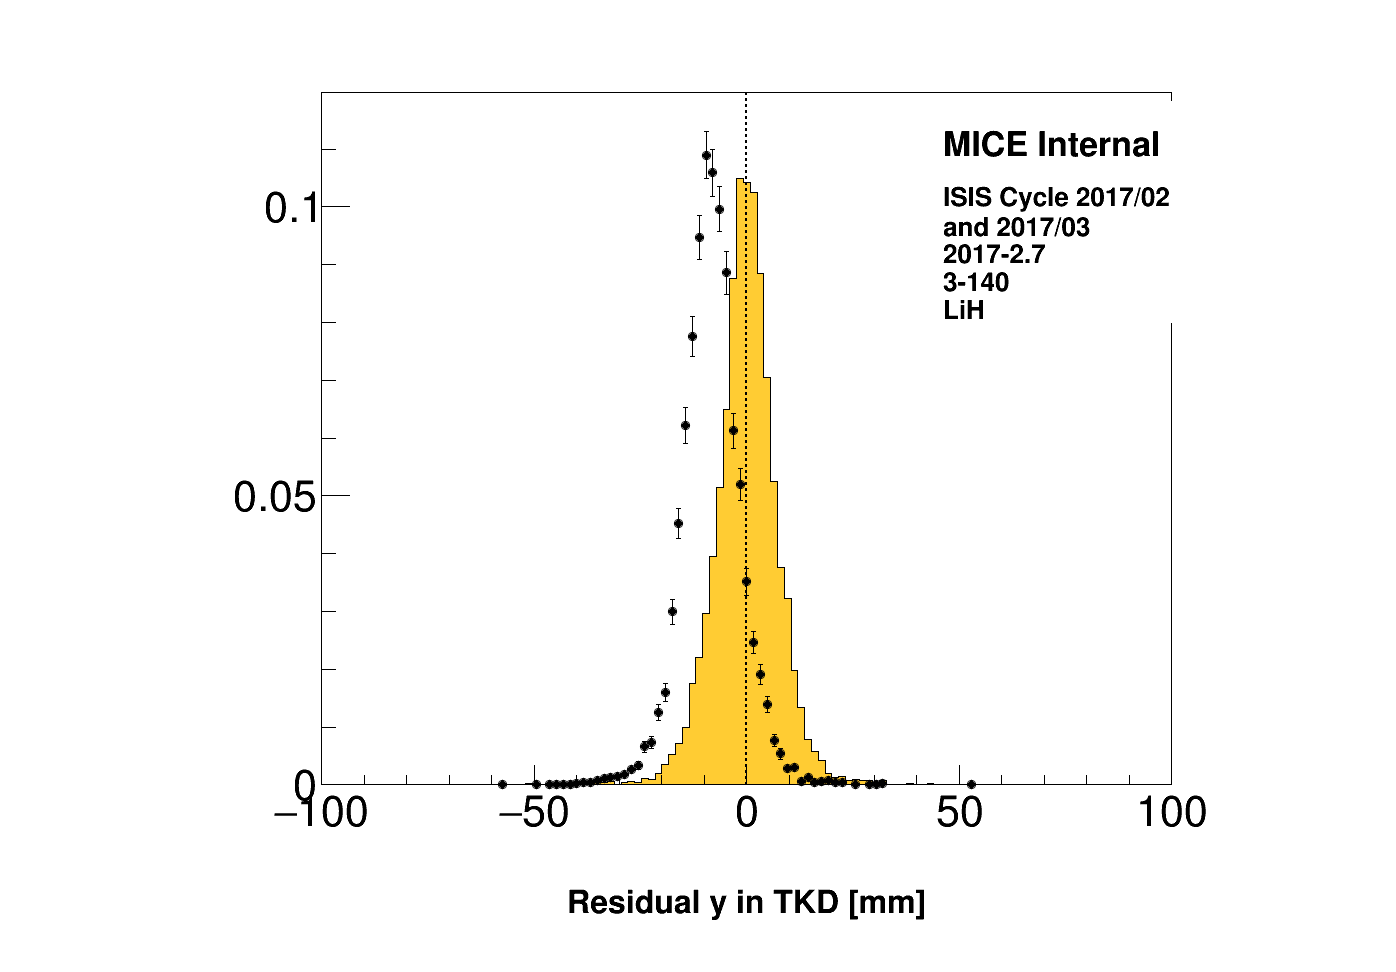 MICE Internal
ISIS Cycle 2017/02
and 2017/03
2017-2.7
3-140
LiH
0.1
0.05
0
−100
−50
0
50
100
Residual y in TKD [mm]